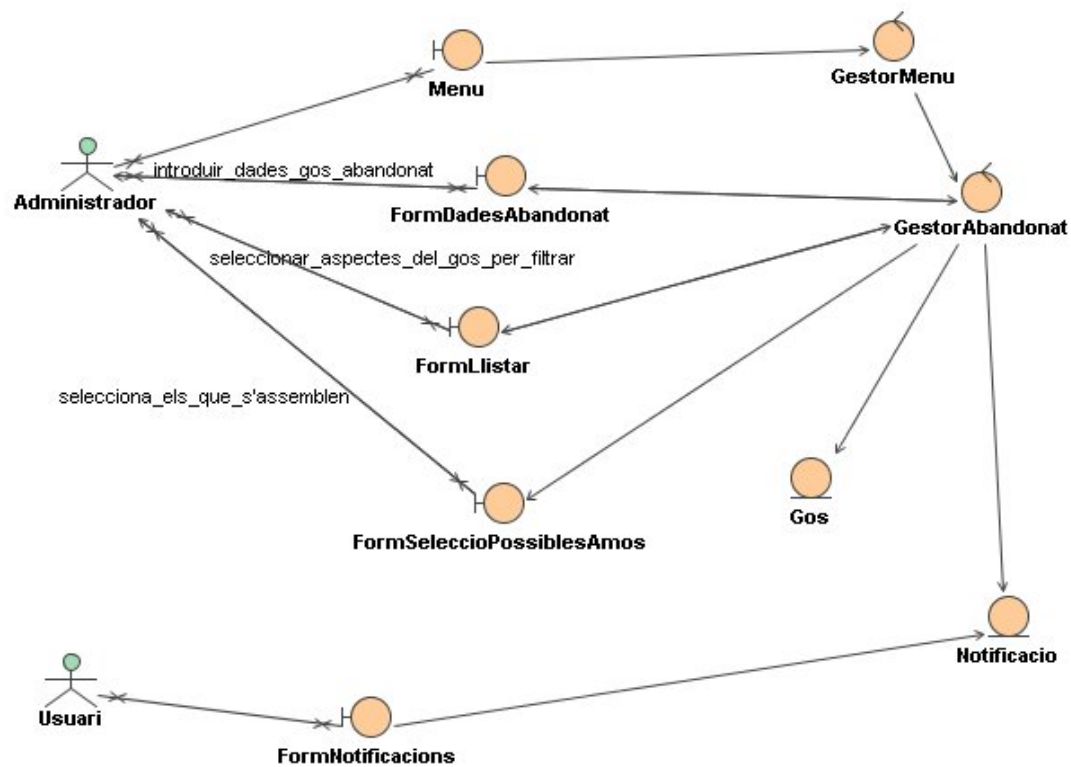 Menu
GestorMenu
introduir_dades_gos_abandonat
Administrador
FormDadesAbandonat
GestorAbandonat
seleccionar_aspectes_del_gos_per_filtrar
FormLlistar
selecciona_els_que_s'assemblen
Gos
FormSeleccioPossiblesAmos
Notificacio
Usuari
FormNotificacions